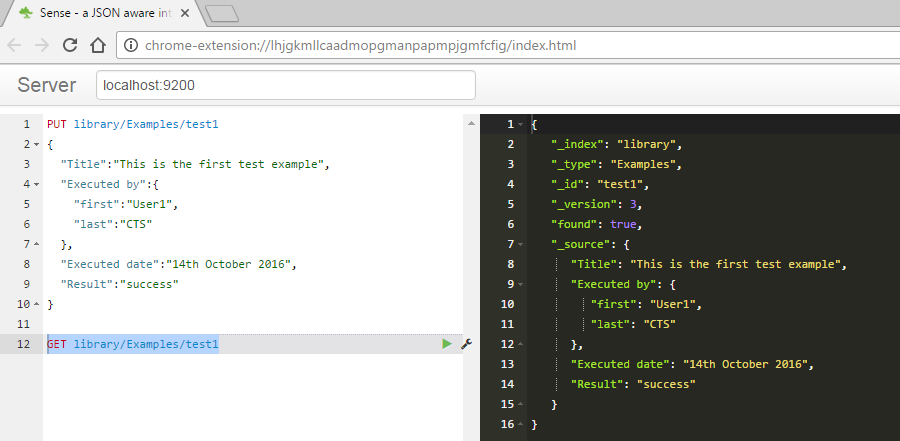 Sense - a JSON aware int
chrome-extension://lhjgkmllcaadmopgmanpapmpjgmfcfig/index.html
Server localhost:9200
1 PUT library/Examples/test1
2 {
3 "Title":"This is the first test example",
4 "Executed by":{
5 "first":"User1",
6 "last":"CTS"
7 },
8 "Executed date":"14th October 2016",
9 "Result":"success"
10 }
11
12 GET library/Examples/test1
1 {
2 "_index": "library",
3 "_type": "Examples",
4 "_id": "test1",
5 "_version": 3,
6 "found": true,
7 "_source": {
8 "Title": "This is the first test example",
9 "Executed by": {
10 "first": "User1",
11 "last": "CTS"
12 },
13 "Executed date": "14th October 2016",
14 "Result": "success"
15 }
16 }